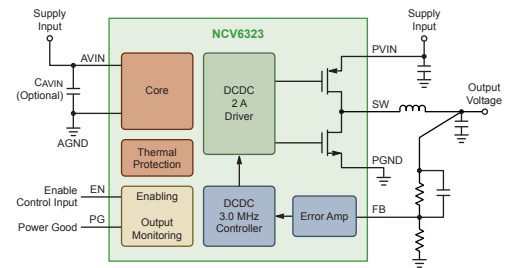 Supply
Input
NCV6323
Supply
Input
AVIN
CAVIN
(Optional)
AGND
Core
Thermal
Protection
DCDC
2 A
Driver
PVIN
SW
Output
Voltage
PGND
Enable
Control Input
EN
Power Good
PG
Enabling
Output
Monitoring
DCDC
3.0 MHz
Controller
Error Amp
FB